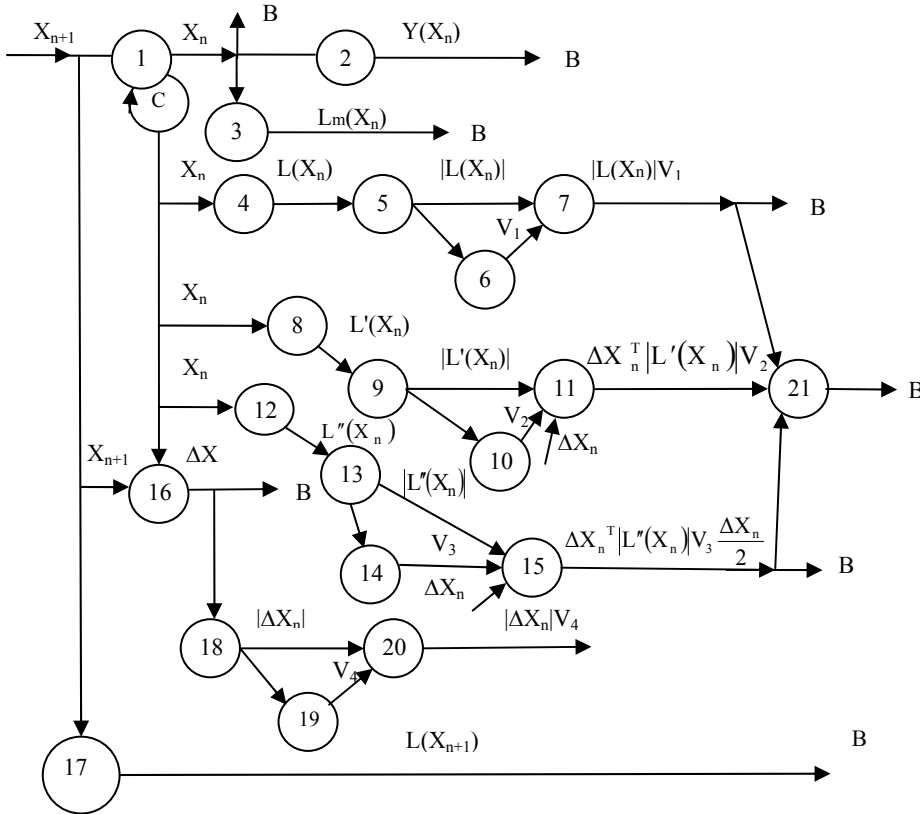 B
Xₙ₊₁
Xₙ
Y(Xₙ)
1
2
B
C
3
Lm(Xₙ)
B
Xₙ
L(Xₙ)
|L(Xₙ)|
|L(Xₙ)|V₁
4
5
7
B
V₁
6
Xₙ
8
L'(Xₙ)
|L'(Xₙ)|
ΔXₙᵀ|L′(Xₙ)|V₂
Xₙ
9
11
21
B
12
V₂
L″(Xₙ)
ΔXₙ
10
Xₙ₊₁
ΔX
13
|L″(Xₙ)|
16
B
V₃
ΔXₙᵀ|L″(Xₙ)|V₃ ΔXₙ/2
14
15
B
ΔXₙ
|ΔXₙ|
|ΔXₙ|V₄
18
20
V₄
19
L(Xₙ₊₁)
B
17